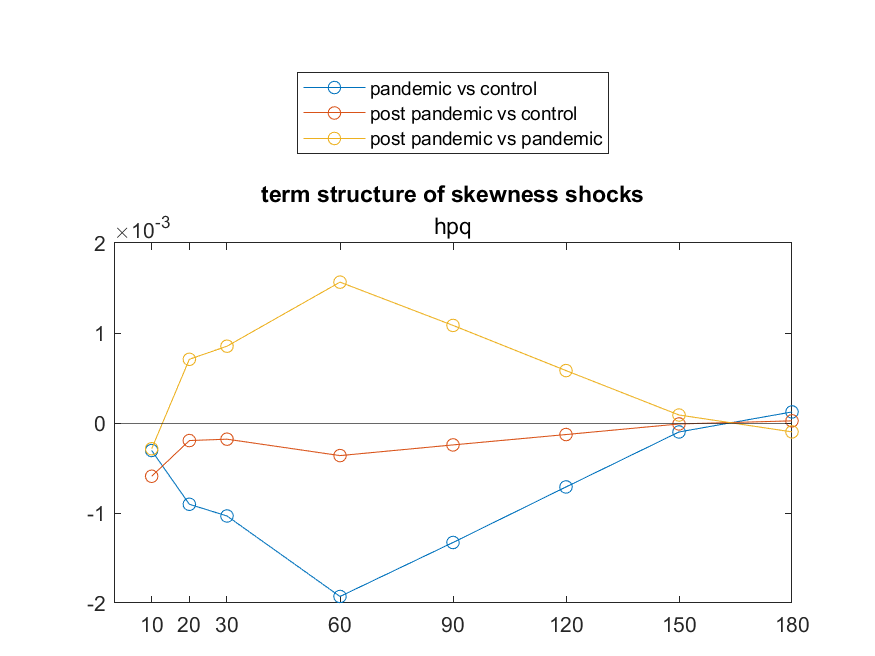 pandemic vs control
post pandemic vs control
post pandemic vs pandemic
term structure of skewness shocks
hpq
×10-3
2
1
0
-1
-2
10 20 30 60 90 120 150 180